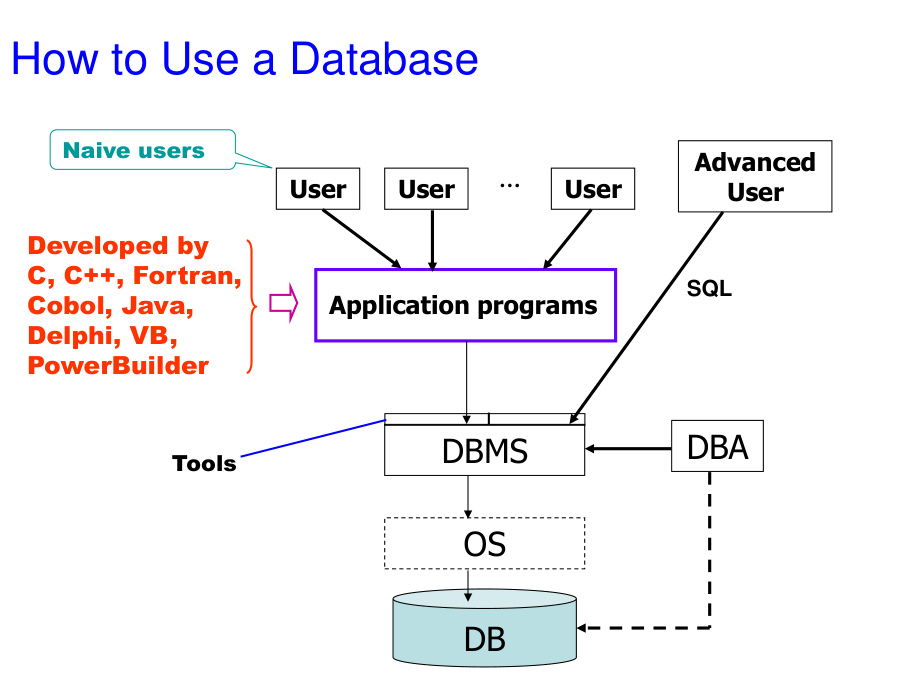 How to Use a Database
Naive users
User
User
...
User
Advanced
User
Developed by
C, C++, Fortran,
Cobol, Java,
Delphi, VB,
PowerBuilder
Application programs
SQL
Tools
DBMS
DBA
OS
DB